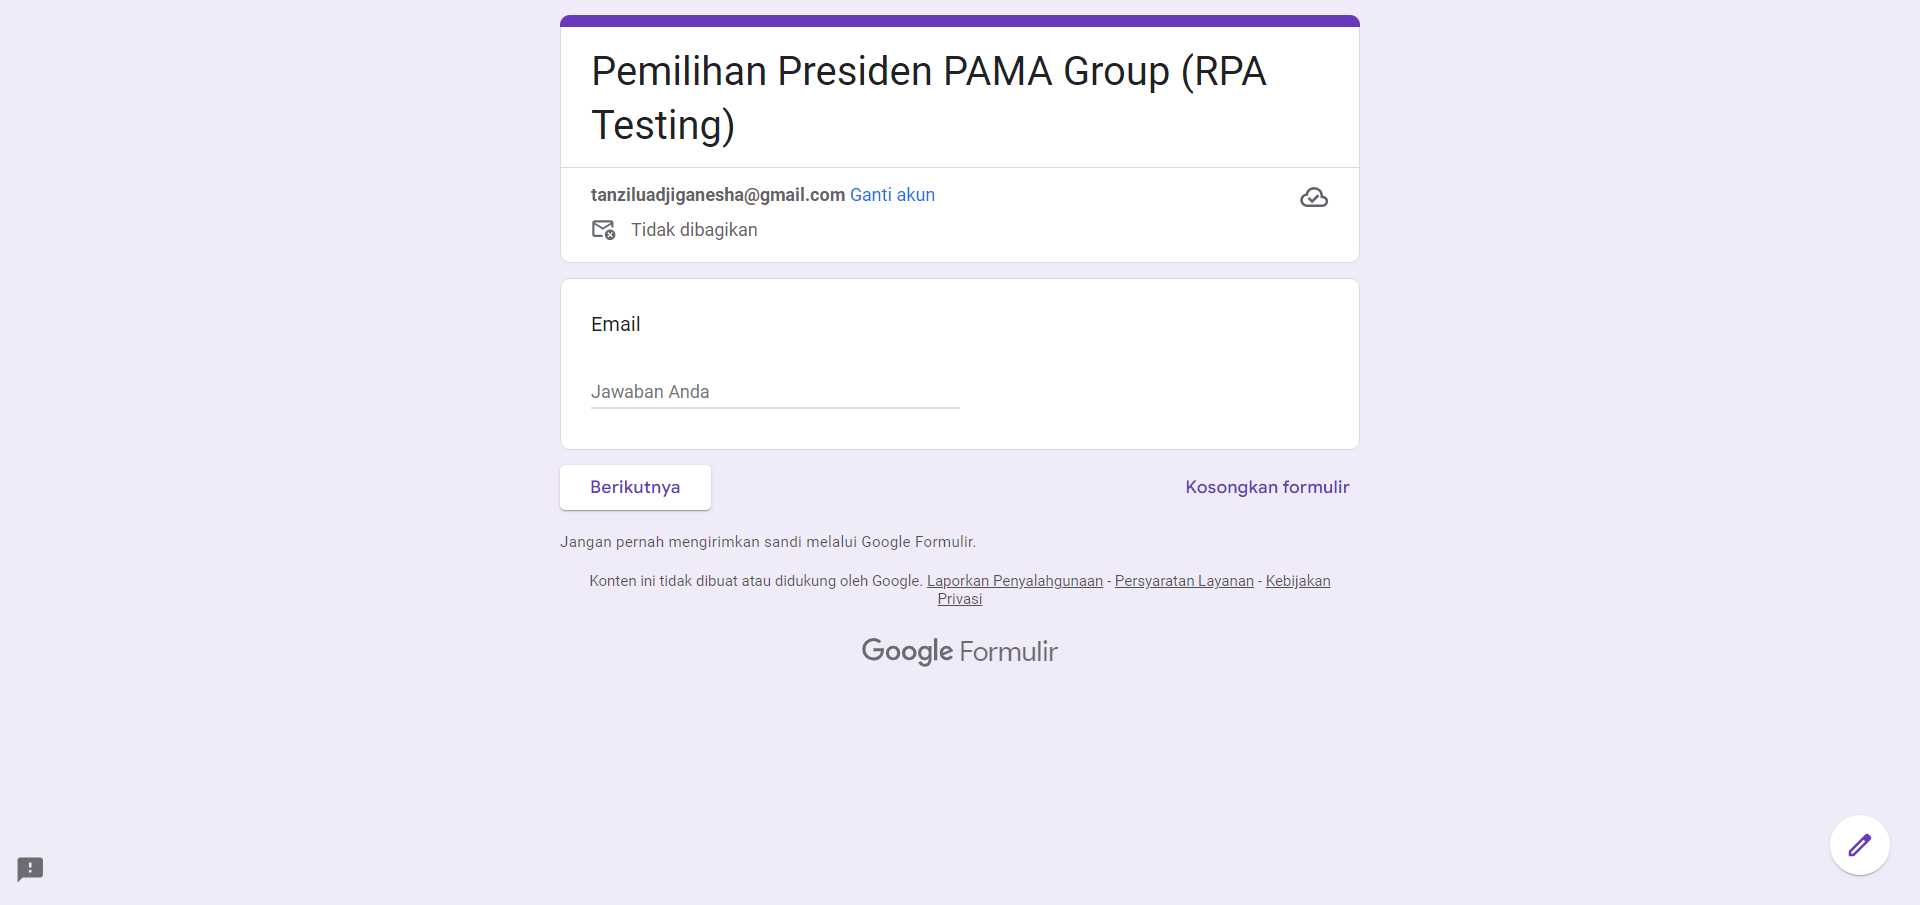 Pemilihan Presiden PAMA Group (RPA
Testing)
tanziluadjiganesha@gmail.com Ganti akun
Tidak dibagikan
Email
Jawaban Anda
Berikutnya
Kosongkan formulir
Jangan pernah mengirimkan sandi melalui Google Formulir.
Konten ini tidak dibuat atau didukung oleh Google. Laporkan Penyalahgunaan - Persyaratan Layanan - Kebijakan
Privasi
Google Formulir